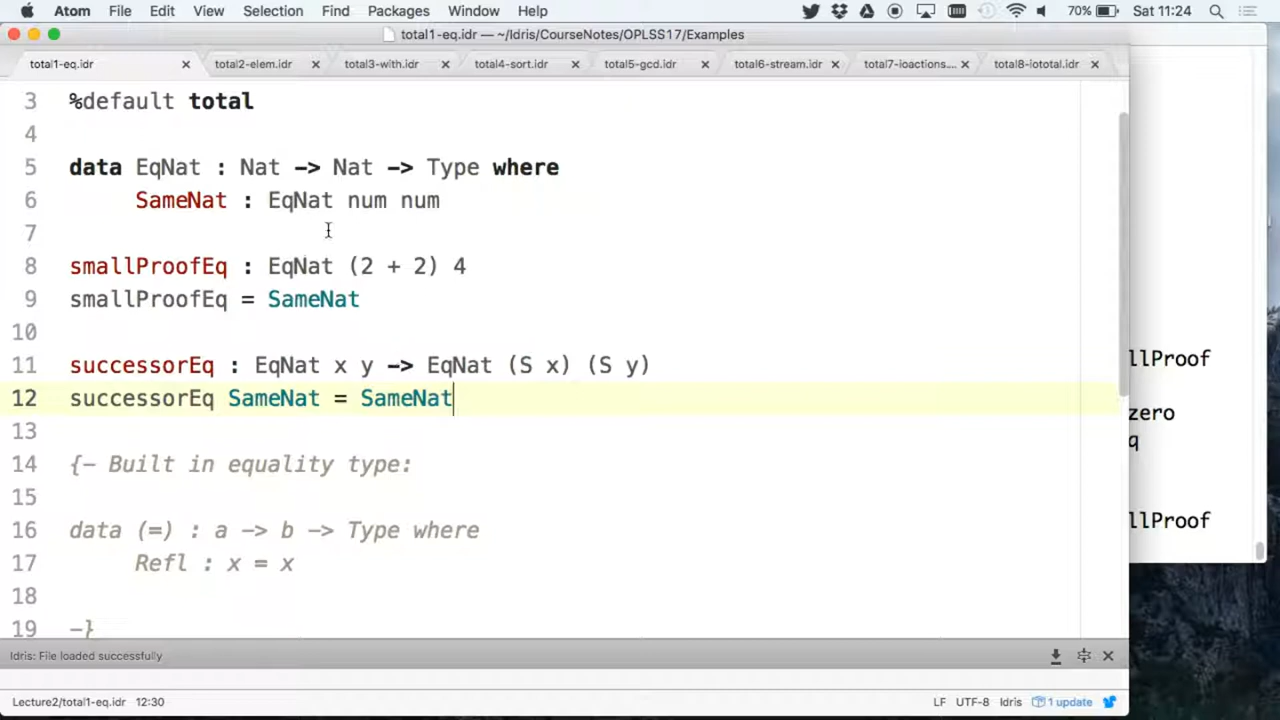 Atom File Edit View Selection Find Packages Window Help 70% Sat 11:24
total1-eq.idr — ~/Idris/CourseNotes/OPLSS17/Examples
total1-eq.idr total2-elem.idr total3-with.idr total4-sort.idr total5-gcd.idr total6-stream.idr total7-ioactions.… total8-iototal.idr
3 %default total
4
5 data EqNat : Nat -> Nat -> Type where
6 SameNat : EqNat num num
7
8 smallProofEq : EqNat (2 + 2) 4
9 smallProofEq = SameNat
10
11 successorEq : EqNat x y -> EqNat (S x) (S y)
12 successorEq SameNat = SameNat
13
14 {- Built in equality type:
15
16 data (=) : a -> b -> Type where
17 Refl : x = x
18
19 -}
llProof
zero
q
llProof
Idris: File loaded successfully
Lecture2/total1-eq.idr 12:30 LF UTF-8 Idris 1 update